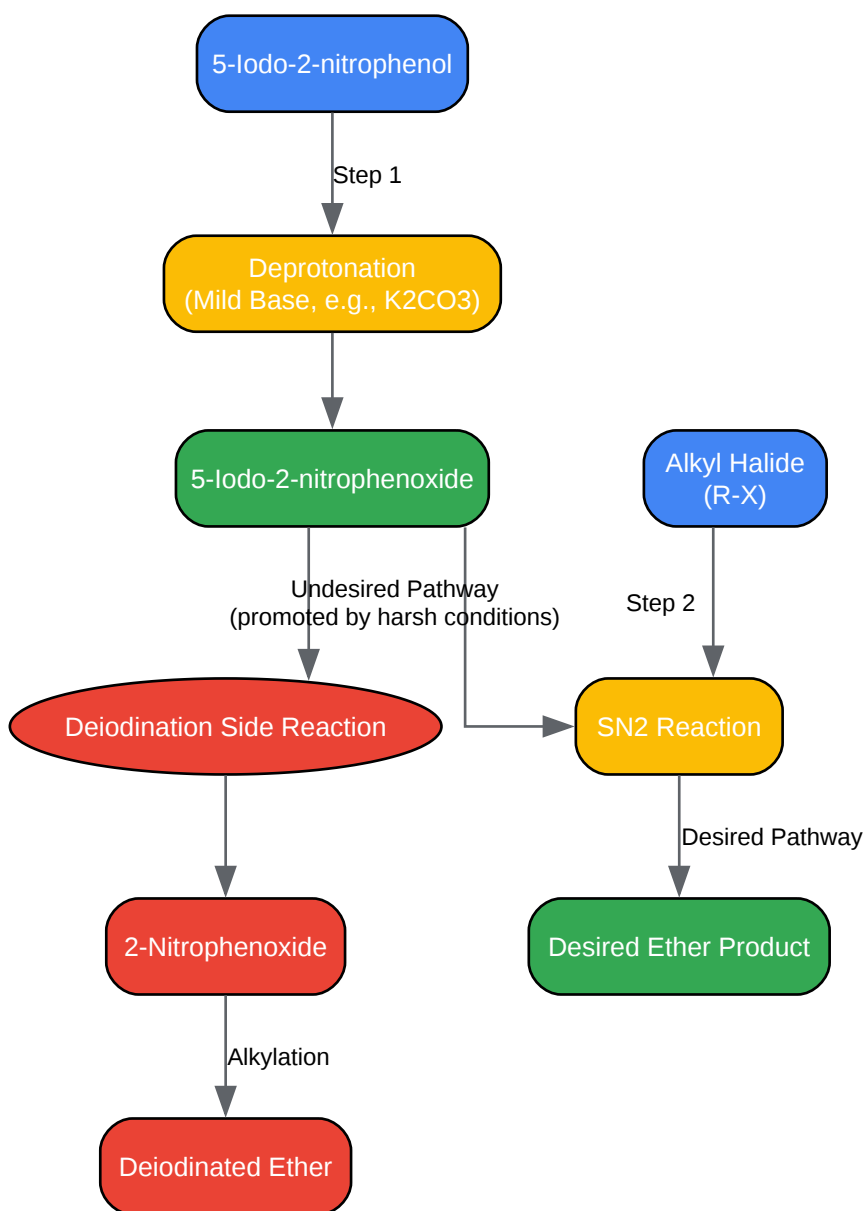 5-Iodo-2-nitrophenol
Step 1
Deprotonation
(Mild Base, e.g., K2CO3)
5-Iodo-2-nitrophenoxide
Alkyl Halide
(R-X)
Undesired Pathway
(promoted by harsh conditions)
Step 2
Deiodination Side Reaction
SN2 Reaction
Desired Pathway
2-Nitrophenoxide
Desired Ether Product
Alkylation
Deiodinated Ether